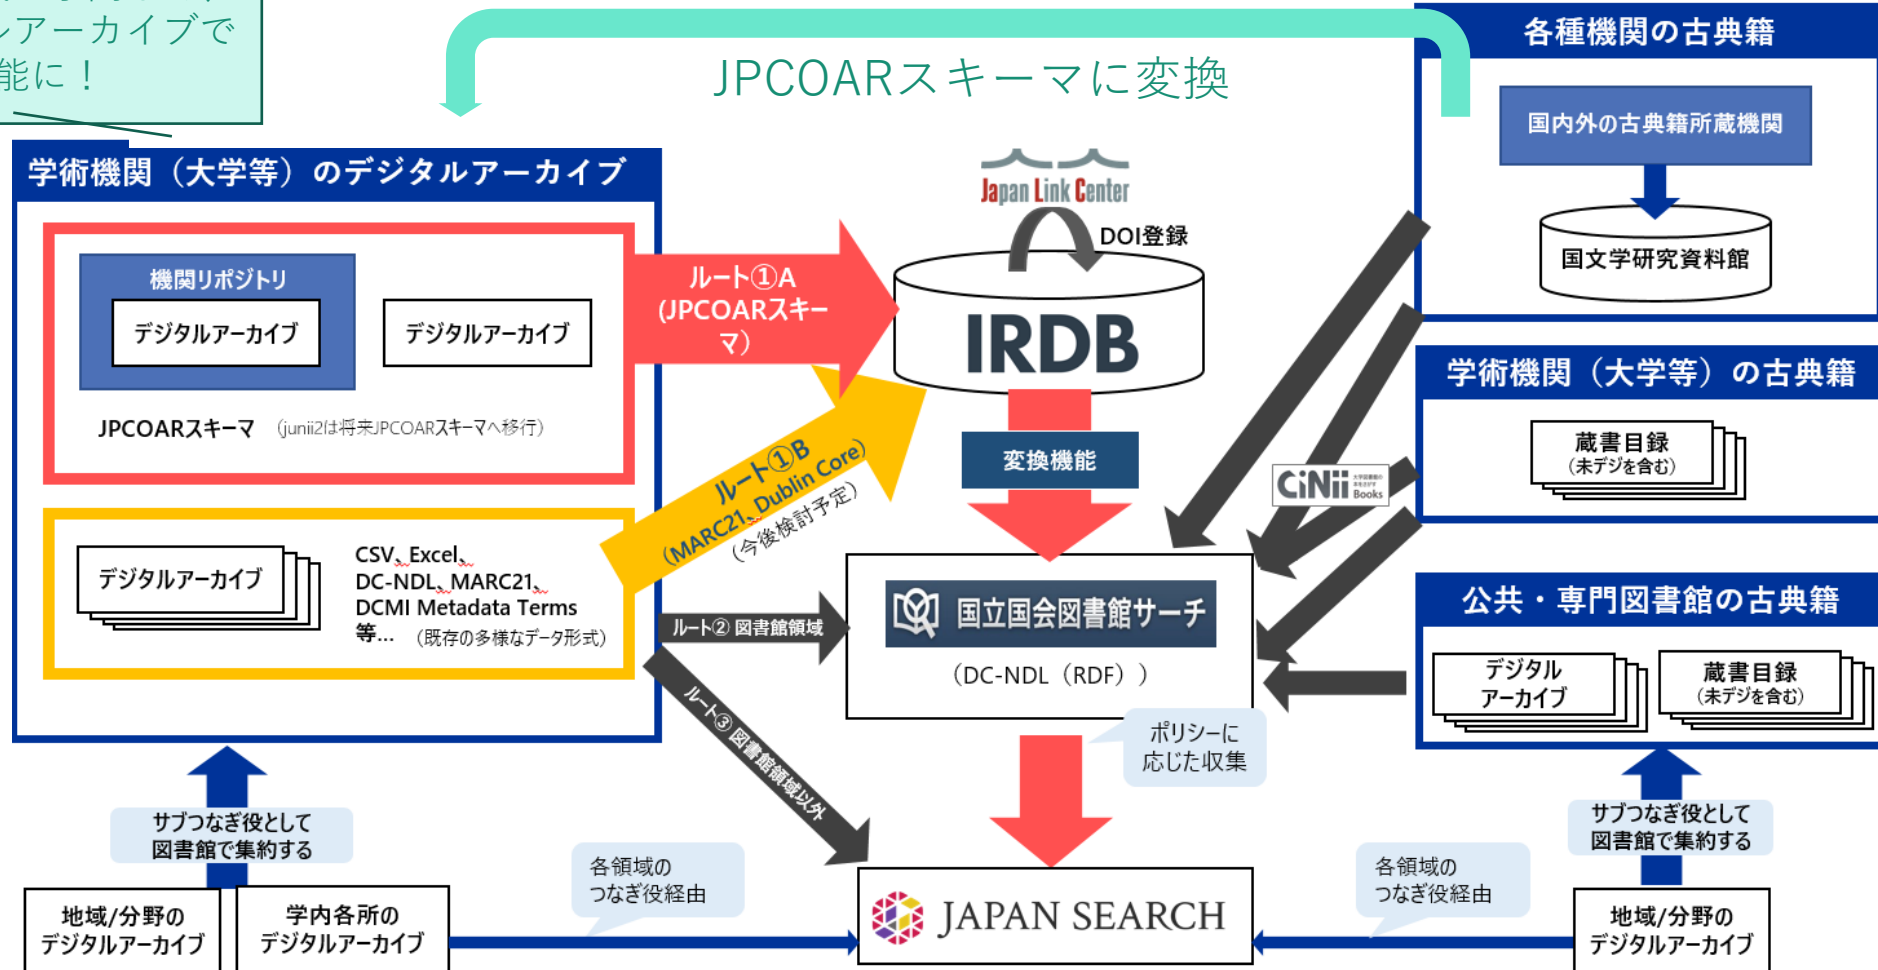 ルアーカイブで
能に！
JPCOARスキーマに変換
各種機関の古典籍
国内外の古典籍所蔵機関
国文学研究資料館
学術機関（大学等）のデジタルアーカイブ
機関リポジトリ
デジタルアーカイブ
デジタルアーカイブ
JPCOARスキーマ （junii2は将来JPCOARスキーマへ移行）
ルート①A
(JPCOARスキー
マ）
Japan Link Center
DOI登録
IRDB
変換機能
ルート①B
（MARC21、Dublin Core）
（今後検討予定）
デジタルアーカイブ
CSV、Excel、
DC-NDL、MARC21、
DCMI Metadata Terms
等… （既存の多様なデータ形式）
ルート② 図書館領域
ルート③ 図書館領域以外
国立国会図書館サーチ
（DC-NDL（RDF））
ポリシーに
応じた収集
学術機関（大学等）の古典籍
蔵書目録
（未デジを含む）
CiNii Books
公共・専門図書館の古典籍
デジタル
アーカイブ
蔵書目録
（未デジを含む）
サブつなぎ役として
図書館で集約する
地域/分野の
デジタルアーカイブ
学内各所の
デジタルアーカイブ
各領域の
つなぎ役経由
JAPAN SEARCH
各領域の
つなぎ役経由
サブつなぎ役として
図書館で集約する
地域/分野の
デジタルアーカイブ